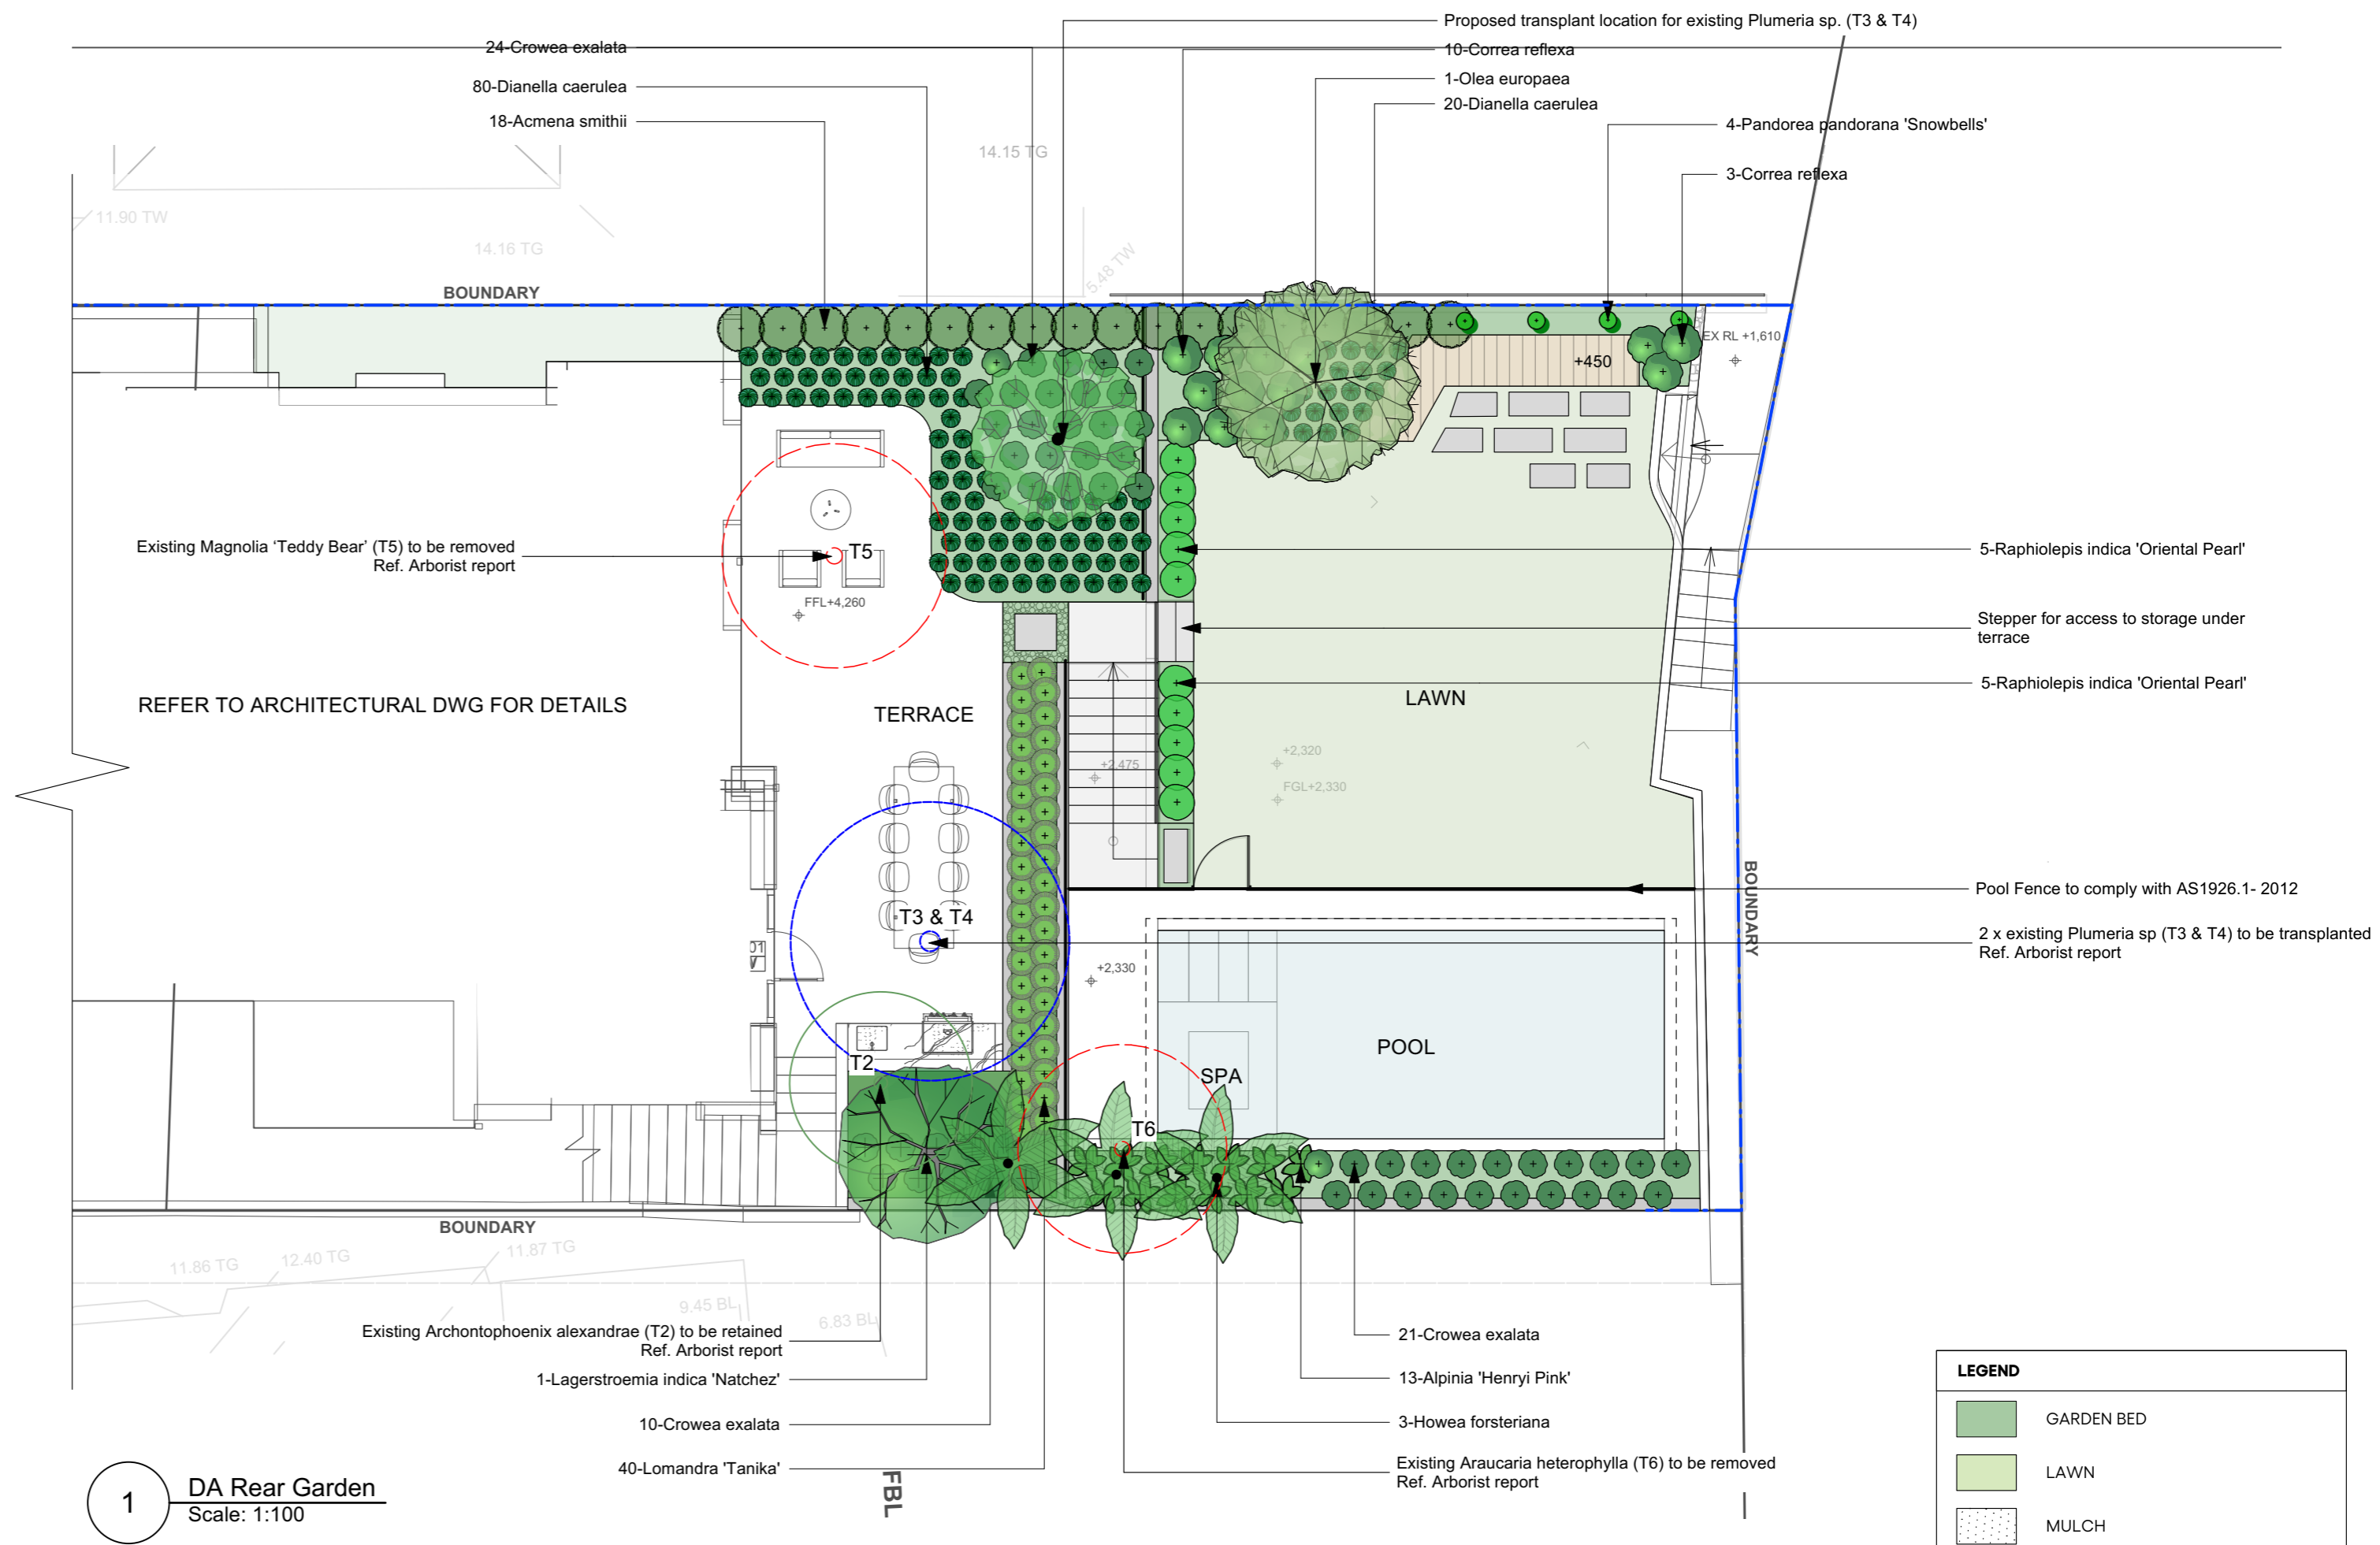 Proposed transplant location for existing Plumeria sp. (T3 & T4)
24-Crowea exalata
10-Correa reflexa
80-Dianella caerulea
1-Olea europaea
20-Dianella caerulea
18-Acmena smithii
4-Pandorea pandorana 'Snowbells'
14.15 TG
3-Correa reflexa
11.90 TW
14.16 TG
5.48 TW
BOUNDARY
EX RL +1,610
+450
Existing Magnolia ‘Teddy Bear’ (T5) to be removed
Ref. Arborist report
T5
5-Raphiolepis indica 'Oriental Pearl'
FFL+4,260
Stepper for access to storage under
terrace
REFER TO ARCHITECTURAL DWG FOR DETAILS
TERRACE
LAWN
5-Raphiolepis indica 'Oriental Pearl'
+2,320
+2,475
FGL+2,330
BOUNDARY
Pool Fence to comply with AS1926.1- 2012
T3 & T4
2 x existing Plumeria sp (T3 & T4) to be transplanted
Ref. Arborist report
+2,330
T2
POOL
SPA
T6
BOUNDARY
11.86 TG
12.40 TG
11.87 TG
9.45 BL
6.83 BL
Existing Archontophoenix alexandrae (T2) to be retained
Ref. Arborist report
21-Crowea exalata
1-Lagerstroemia indica 'Natchez'
13-Alpinia 'Henryi Pink'
10-Crowea exalata
3-Howea forsteriana
40-Lomandra 'Tanika'
Existing Araucaria heterophylla (T6) to be removed
Ref. Arborist report
FBL
1
DA Rear Garden
Scale: 1:100
LEGEND
GARDEN BED
LAWN
MULCH